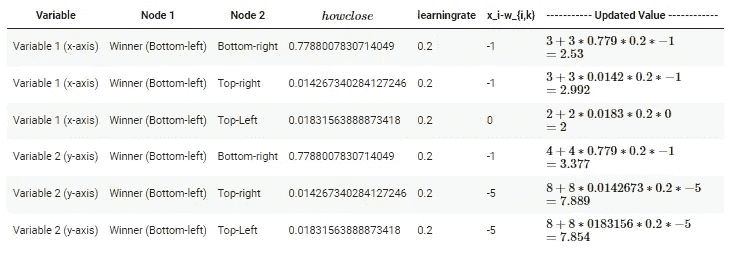 Variable Node 1 Node 2 howclose learningrate x_i-w_{i,k} ----------- Updated Value ------------
Variable 1 (x-axis) Winner (Bottom-left) Bottom-right 0.7788007830714049 0.2 -1 3 + 3 * 0.779 * 0.2 * −1
= 2.53
Variable 1 (x-axis) Winner (Bottom-left) Top-right 0.014267340284127246 0.2 -1 3 + 3 * 0.0142 * 0.2 * −1
= 2.992
Variable 1 (x-axis) Winner (Bottom-left) Top-Left 0.01831563888873418 0.2 0 2 + 2 * 0.0183 * 0.2 * 0
= 2
Variable 2 (y-axis) Winner (Bottom-left) Bottom-right 0.7788007830714049 0.2 -1 4 + 4 * 0.779 * 0.2 * −1
= 3.377
Variable 2 (y-axis) Winner (Bottom-left) Top-right 0.014267340284127246 0.2 -5 8 + 8 * 0.0142673 * 0.2 * −5
= 7.889
Variable 2 (y-axis) Winner (Bottom-left) Top-Left 0.01831563888873418 0.2 -5 8 + 8 * 0183156 * 0.2 * −5
= 7.854